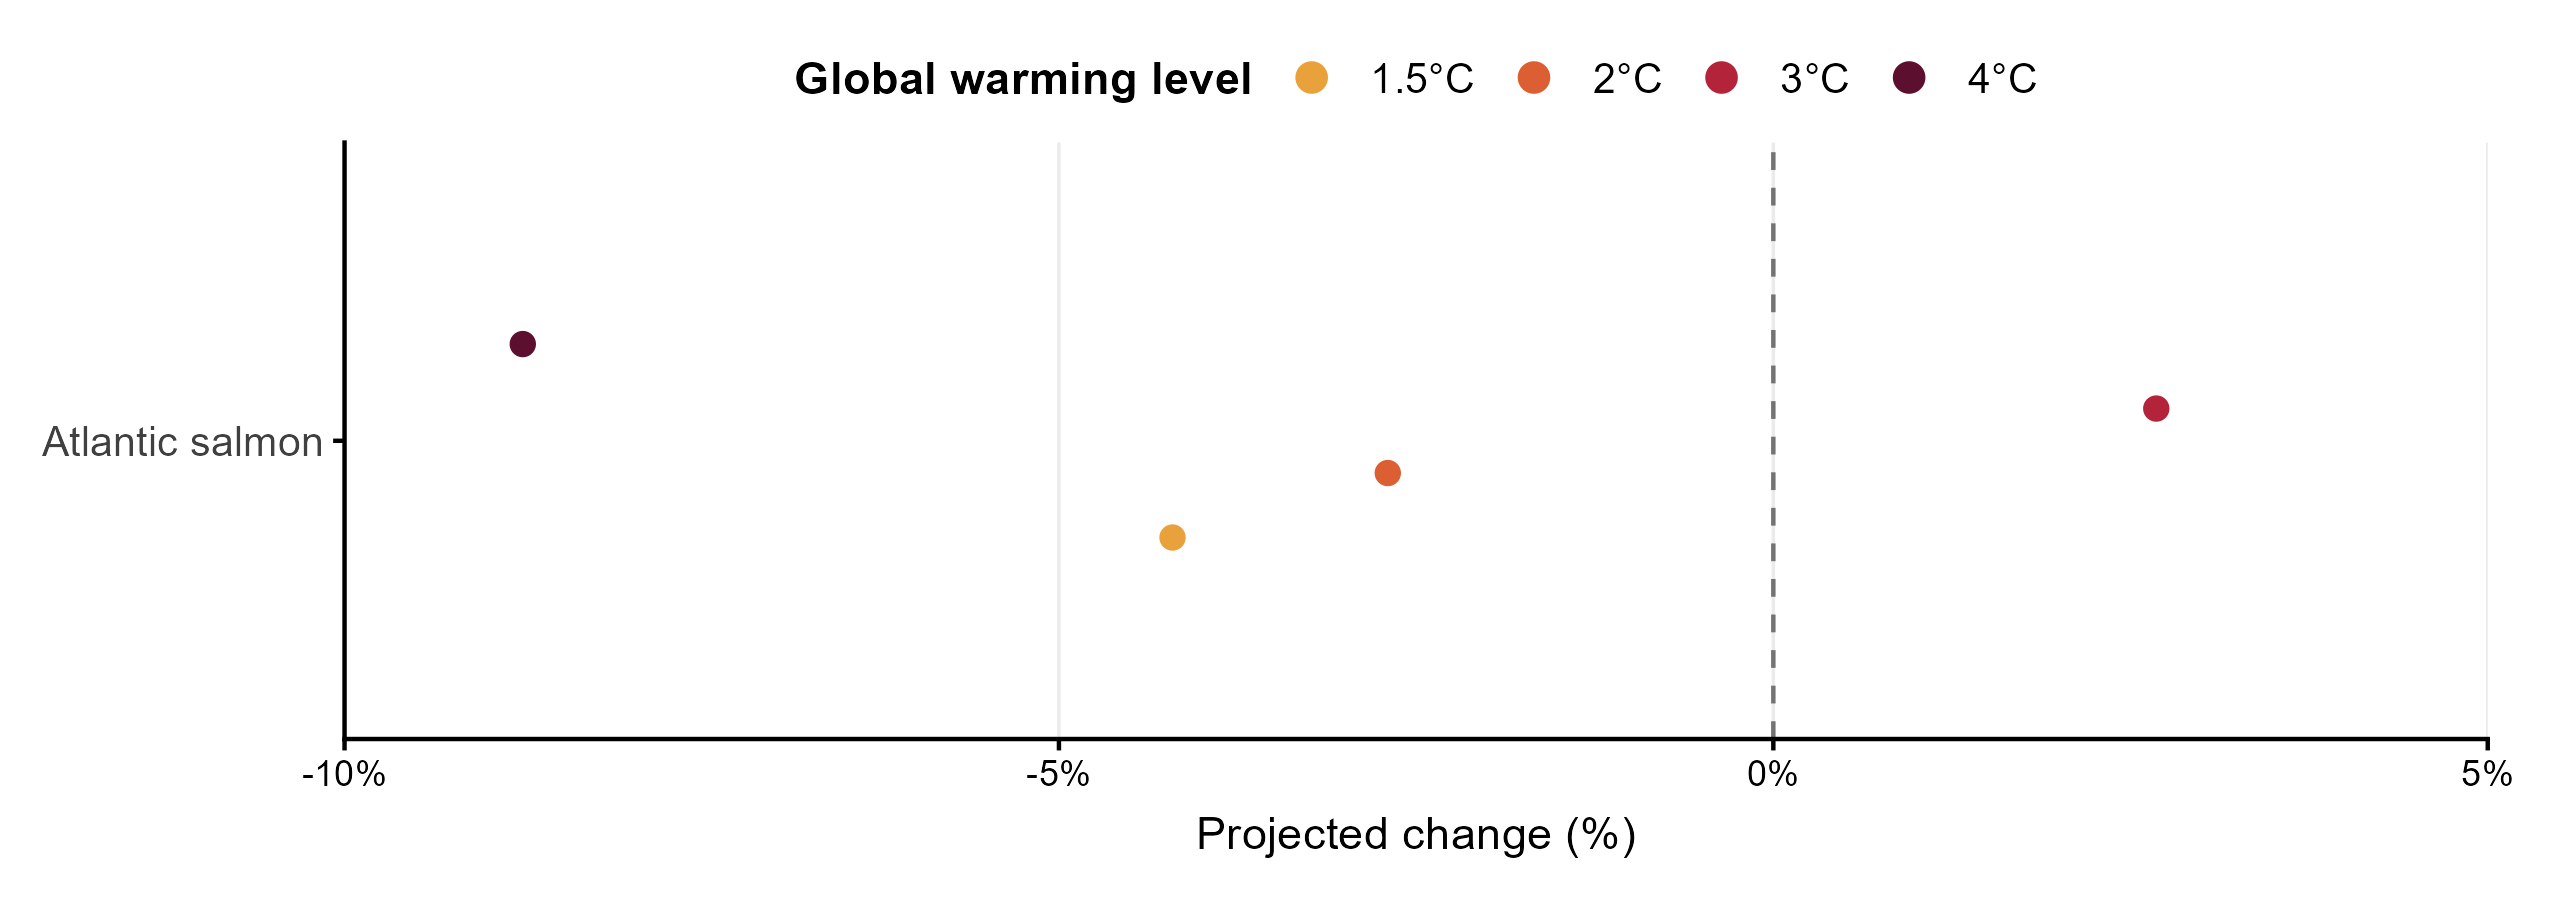 Global warming level 1.5°C 2°C 3°C 4°C
Atlantic salmon
-10% -5% 0% 5%
Projected change (%)